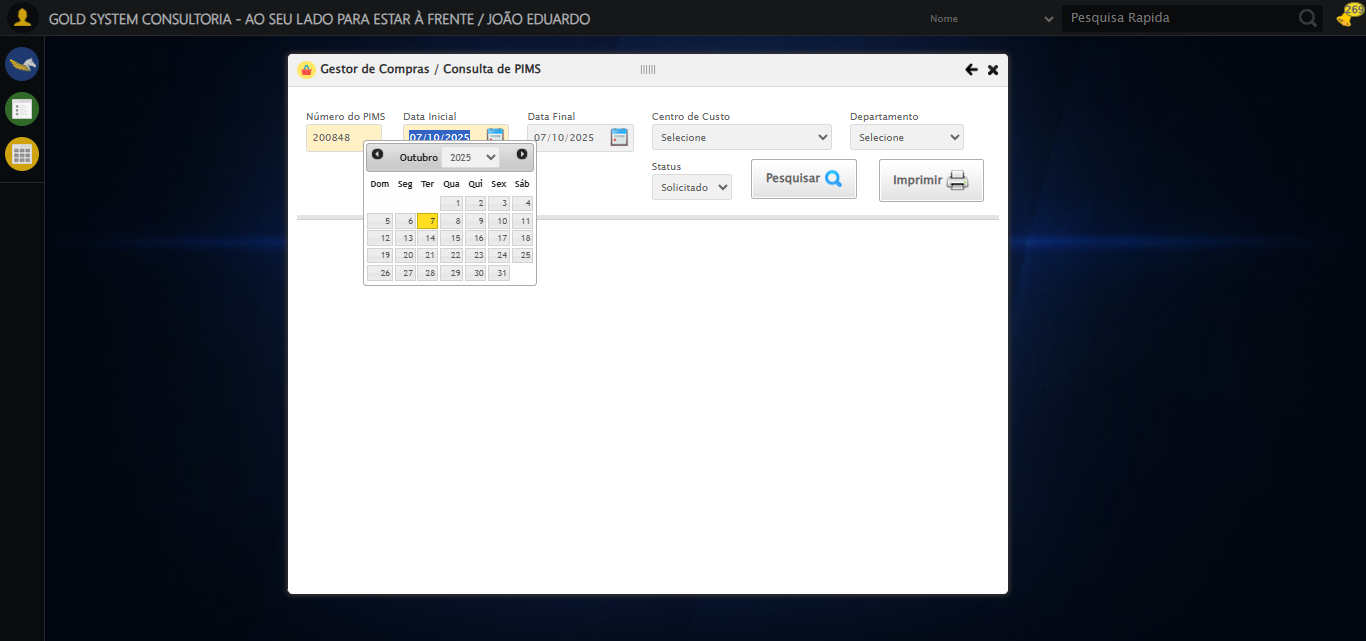 GOLD SYSTEM CONSULTORIA - AO SEU LADO PARA ESTAR À FRENTE / JOÃO EDUARDO
Nome
Pesquisa Rapida
269
Gestor de Compras / Consulta de PIMS
Número do PIMS
Data Inicial
Data Final
Centro de Custo
Departamento
200848
07/10/2025
07/10/2025
Selecione
Selecione
Status
Solicitado
Pesquisar
Imprimir
Outubro 2025
Dom Seg Ter Qua Qui Sex Sáb
1 2 3 4
5 6 7 8 9 10 11
12 13 14 15 16 17 18
19 20 21 22 23 24 25
26 27 28 29 30 31